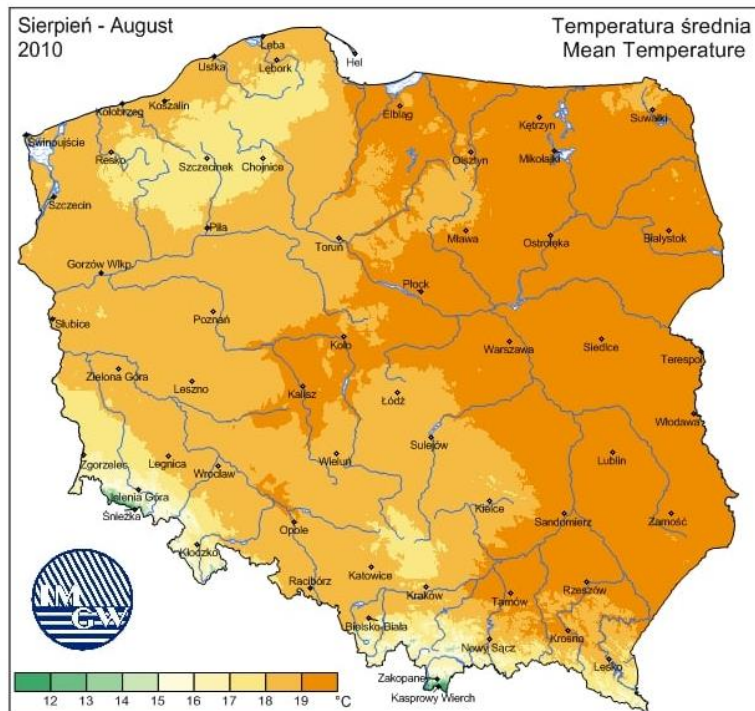 Sierpień - August
2010
Temperatura średnia
Mean Temperature
Łeba
Hel
Ustka
Lębork
Kołobrzeg
Koszalin
Elbląg
Kętrzyn
Suwałki
Świnoujście
Resko
Szczecinek
Chojnice
Olsztyn
Mikołajki
Szczecin
Piła
Toruń
Mława
Ostrołęka
Białystok
Gorzów Wlkp
Płock
Słubice
Poznań
Koło
Warszawa
Siedlce
Terespol
Zielona Góra
Leszno
Kalisz
Łódź
Włodawa
Sulejów
Zgorzelec
Legnica
Wrocław
Wieluń
Lublin
Jelenia Góra
Śnieżka
Kielce
Sandomierz
Zamość
Opole
Kłodzko
Katowice
Racibórz
Kraków
Tarnów
Rzeszów
Bielsko-Biała
Nowy Sącz
Krosno
Lesko
Zakopane
Kasprowy Wierch
IM
GW
12 13 14 15 16 17 18 19 °C